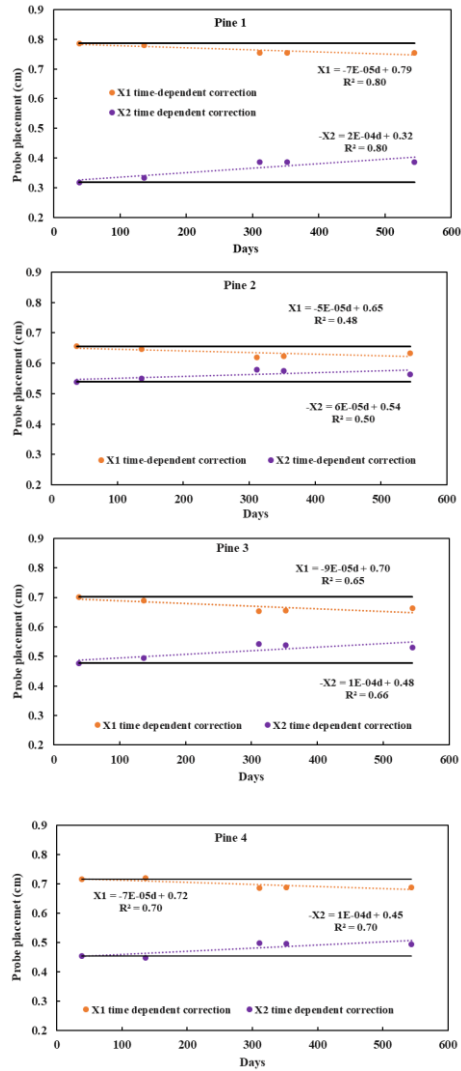 Pine 1
0.9
0.8
0.7
0.6
0.5
0.4
0.3
0.2
Probe placement (cm)
X1 = -7E-05d + 0.79
R² = 0.80
X1 time-dependent correction
X2 time dependent correction
-X2 = 2E-04d + 0.32
R² = 0.80
0 100 200 300 400 500 600
Days
Pine 2
0.9
0.8
0.7
0.6
0.5
0.4
0.3
0.2
Probe placement (cm)
X1 = -5E-05d + 0.65
R² = 0.48
-X2 = 6E-05d + 0.54
R² = 0.50
X1 time-dependent correction X2 time-dependent correction
0 100 200 300 400 500 600
Days
Pine 3
0.9
0.8
0.7
0.6
0.5
0.4
0.3
0.2
Probe placement (cm)
X1 = -9E-05d + 0.70
R² = 0.65
-X2 = 1E-04d + 0.48
R² = 0.66
X1 time dependent correction X2 time dependent correction
0 100 200 300 400 500 600
Days
Pine 4
0.9
0.8
0.7
0.6
0.5
0.4
0.3
0.2
Probe placemet (cm)
X1 = -7E-05d + 0.72
R² = 0.70
-X2 = 1E-04d + 0.45
R² = 0.70
X1 time dependent correction X2 time dependent correction
0 100 200 300 400 500 600
Days